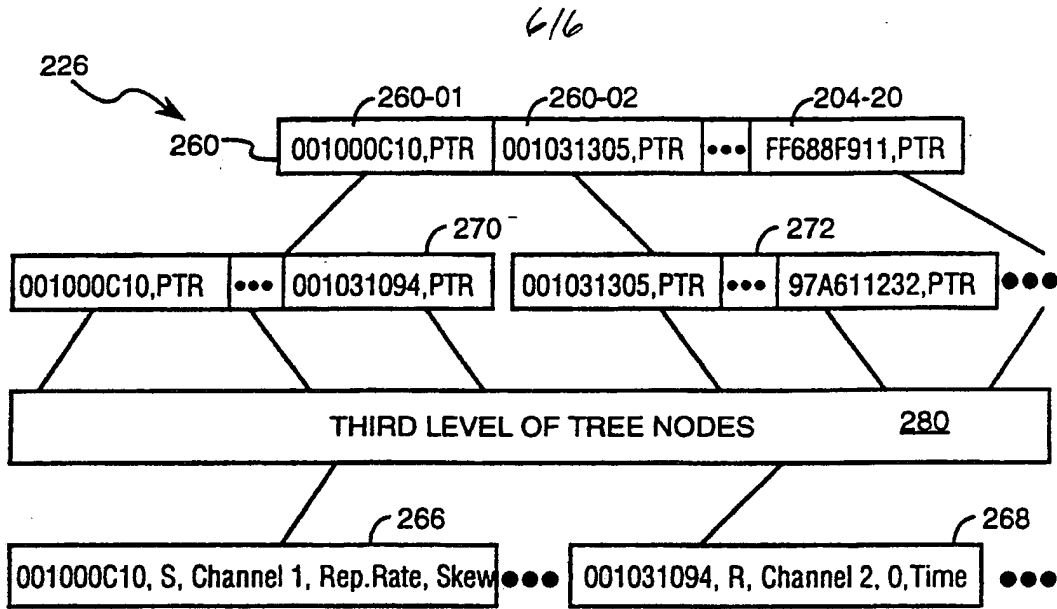 6/6
226
260-01 260-02 204-20
260 001000C10,PTR 001031305,PTR ••• FF688F911,PTR
270 272
001000C10,PTR ••• 001031094,PTR 001031305,PTR ••• 97A611232,PTR •••
THIRD LEVEL OF TREE NODES 280
266 268
001000C10, S, Channel 1, Rep.Rate, Skew ••• 001031094, R, Channel 2, 0,Time •••